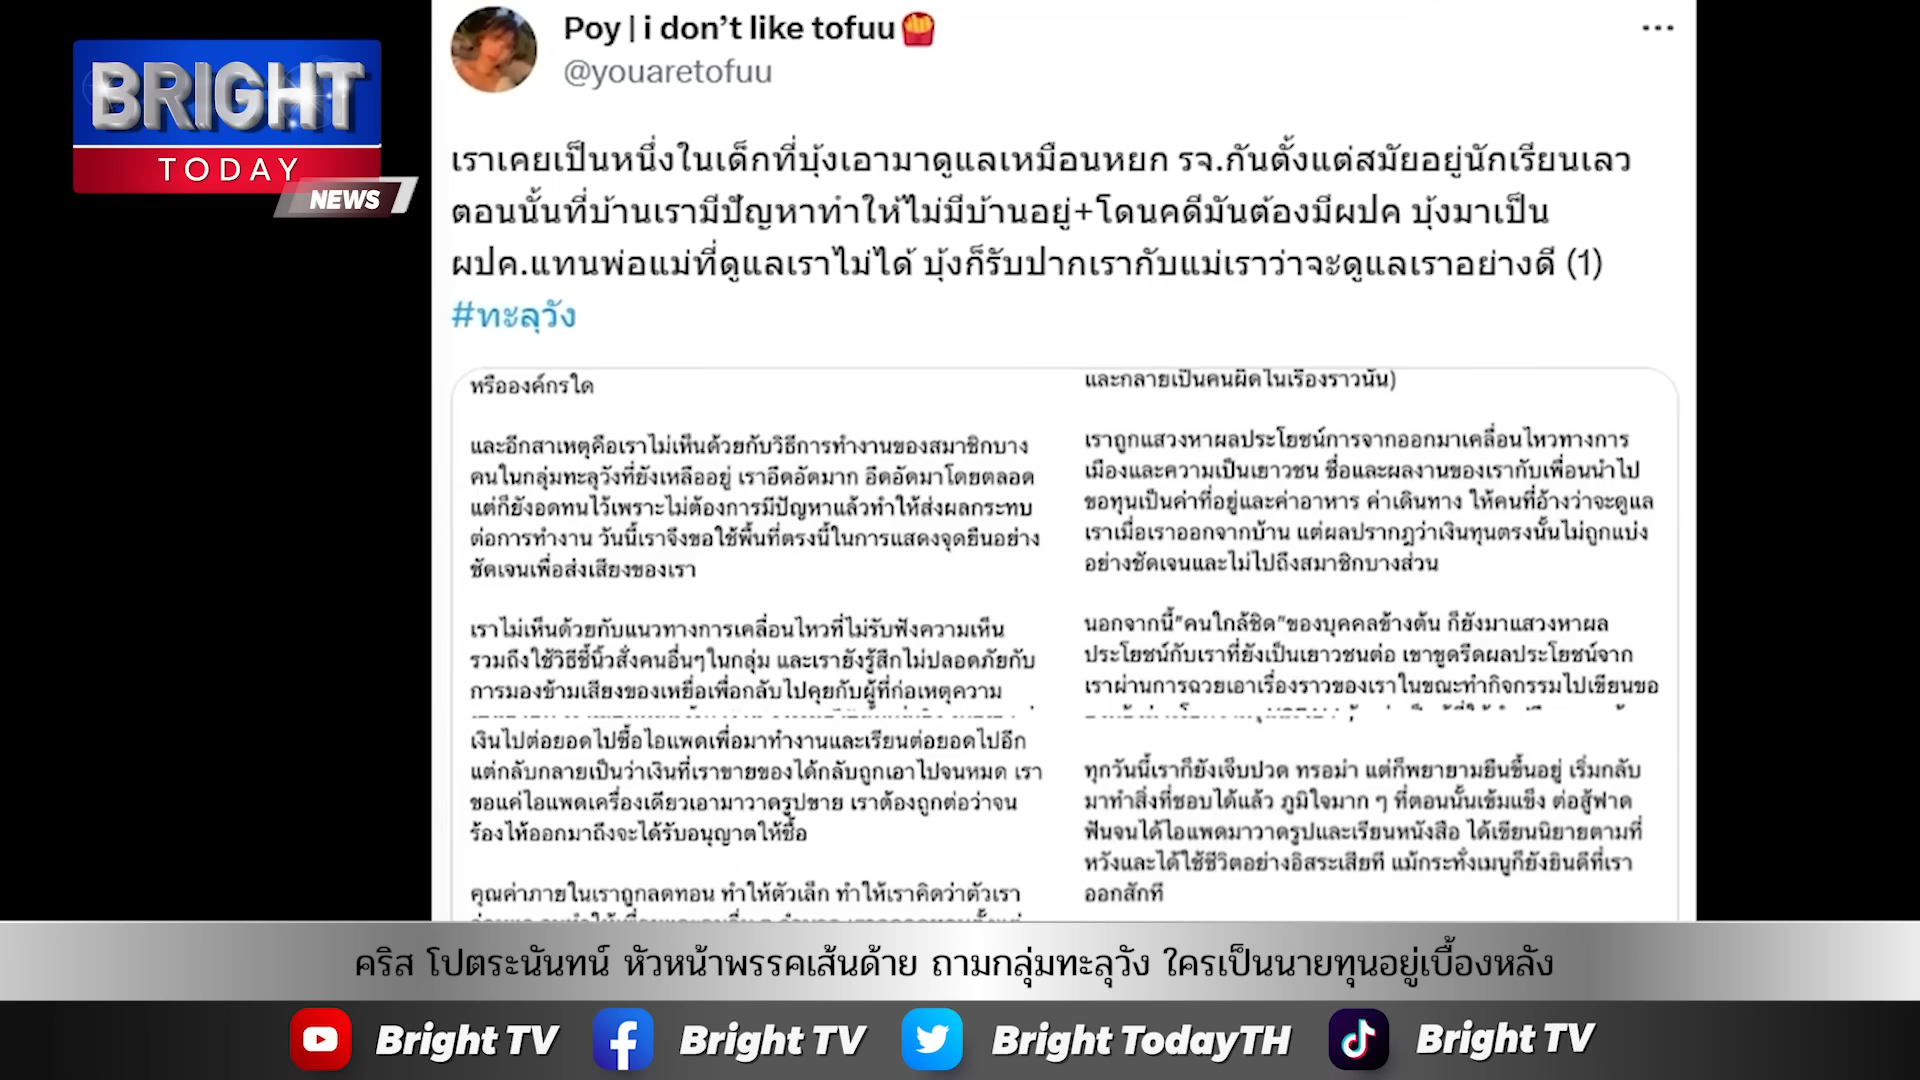 BRIGHT
TODAY
NEWS
Poy | i don't like tofuu🍟
@youaretofuu
เราเคยเป็นหนึ่งในเด็กที่บุ้งเอามาดูแลเหมือนหยก รจ.กันตั้งแต่สมัยอยู่นักเรียนเลว
ตอนนั้นที่บ้านเรามีปัญหาทำให้ไม่มีบ้านอยู่+โดนคดีมันต้องมีผปค บุ้งมาเป็น
ผปค.แทนพ่อแม่ที่ดูแลเราไม่ได้ บุ้งก็รับปากเรากับแม่เราว่าจะดูแลเราอย่างดี (1)
#ทะลุวัง
หรือองค์กรใด
และอีกสาเหตุคือเราไม่เห็นด้วยกับวิธีการทำงานของสมาชิกบาง
คนในกลุ่มทะลุวังที่ยังเหลืออยู่ เราอึดอัดมาก อึดอัดมาโดยตลอด
แต่ก็ยังอดทนไว้เพราะไม่ต้องการมีปัญหาแล้วทำให้ส่งผลกระทบ
ต่อการทำงาน วันนี้เราจึงขอใช้พื้นที่ตรงนี้ในการแสดงจุดยืนอย่าง
ชัดเจนเพื่อส่งเสียงของเรา
เราไม่เห็นด้วยกับแนวทางการเคลื่อนไหวที่ไม่รับฟังความเห็น
รวมถึงใช้วิธีชี้นิ้วสั่งคนอื่นๆในกลุ่ม และเรายังรู้สึกไม่ปลอดภัยกับ
การมองข้ามเสียงของเหยื่อเพื่อกลับไปคุยกับผู้ที่ก่อเหตุความ
และกลายเป็นคนผิดในเรื่องราวนั้น)
เราถูกแสวงหาผลประโยชน์การจากออกมาเคลื่อนไหวทางการ
เมืองและความเป็นเยาวชน ชื่อและผลงานของเรากับเพื่อนนำไป
ขอทุนเป็นค่าที่อยู่และค่าอาหาร ค่าเดินทาง ให้คนที่อ้างว่าจะดูแล
เราเมื่อเราออกจากบ้าน แต่ผลปรากฏว่าเงินทุนตรงนั้นไม่ถูกแบ่ง
อย่างชัดเจนและไม่ไปถึงสมาชิกบางส่วน
นอกจากนี้"คนใกล้ชิด"ของบุคคลข้างต้น ก็ยังมาแสวงหาผล
ประโยชน์กับเราที่ยังเป็นเยาวชนต่อ เขาขูดรีดผลประโยชน์จาก
เราผ่านการฉวยเอาเรื่องราวของเราในขณะทำกิจกรรมไปเขียนขอ
เงินไปต่อยอดไปซื้อไอแพดเพื่อมาทำงานและเรียนต่อยอดไปอีก
แต่กลับกลายเป็นว่าเงินที่เราขายของได้กลับถูกเอาไปจนหมด เรา
ขอแค่ไอแพดเครื่องเดียวเอามาวาดรูปขาย เราต้องถูกต่อว่าจน
ร้องไห้ออกมาถึงจะได้รับอนุญาตให้ซื้อ
คุณค่าภายในเราถูกลดทอน ทำให้ตัวเล็ก ทำให้เราคิดว่าตัวเรา
ทุกวันนี้เราก็ยังเจ็บปวด ทรอม่า แต่ก็พยายามยืนขึ้นอยู่ เริ่มกลับ
มาทำสิ่งที่ชอบได้แล้ว ภูมิใจมาก ๆ ที่ตอนนั้นเข้มแข็ง ต่อสู้ฟาด
ฟันจนได้ไอแพดมาวาดรูปและเรียนหนังสือ ได้เขียนนิยายตามที่
หวังและได้ใช้ชีวิตอย่างอิสระเสียที แม้กระทั่งเมนูก็ยังยินดีที่เรา
ออกสักที
คริส โปตระนันทน์ หัวหน้าพรรคเส้นด้าย ถามกลุ่มทะลุวัง ใครเป็นนายทุนอยู่เบื้องหลัง
Bright TV Bright TV Bright TodayTH Bright TV